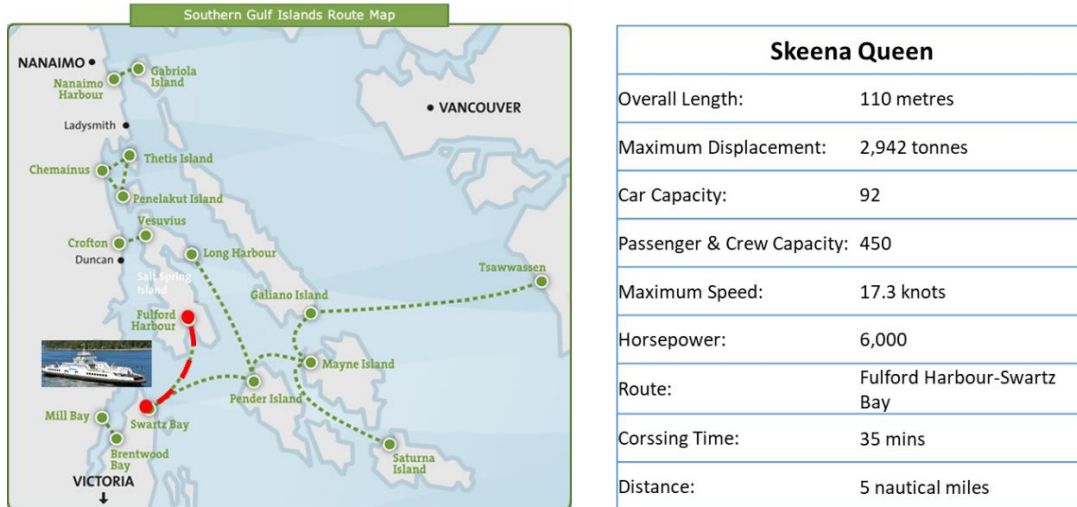 Southern Gulf Islands Route Map
NANAIMO
Gabriola
Island
Nanaimo
Harbour
VANCOUVER
Ladysmith
Thetis Island
Chemainus
Penelakut Island
Vesuvius
Crofton
Duncan
Long Harbour
Tsawwassen
Salt Spring
Island
Galiano Island
Fulford
Harbour
Mayne Island
Pender Island
Mill Bay
Swartz Bay
Brentwood
Bay
Saturna
Island
VICTORIA
Skeena Queen
Overall Length: 110 metres
Maximum Displacement: 2,942 tonnes
Car Capacity: 92
Passenger & Crew Capacity: 450
Maximum Speed: 17.3 knots
Horsepower: 6,000
Route: Fulford Harbour-Swartz
Bay
Corssing Time: 35 mins
Distance: 5 nautical miles